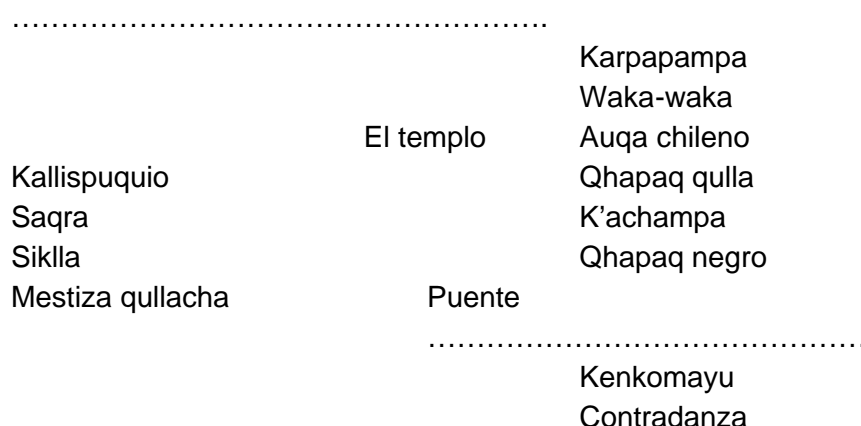 ………………………………………………….
Karpapampa
Waka-waka
El templo Auqa chileno
Kallispuquio Qhapaq qulla
Saqra K’achampa
Siklla Qhapaq negro
Mestiza qullacha Puente
………………………………………
Kenkomayu
Contradanza